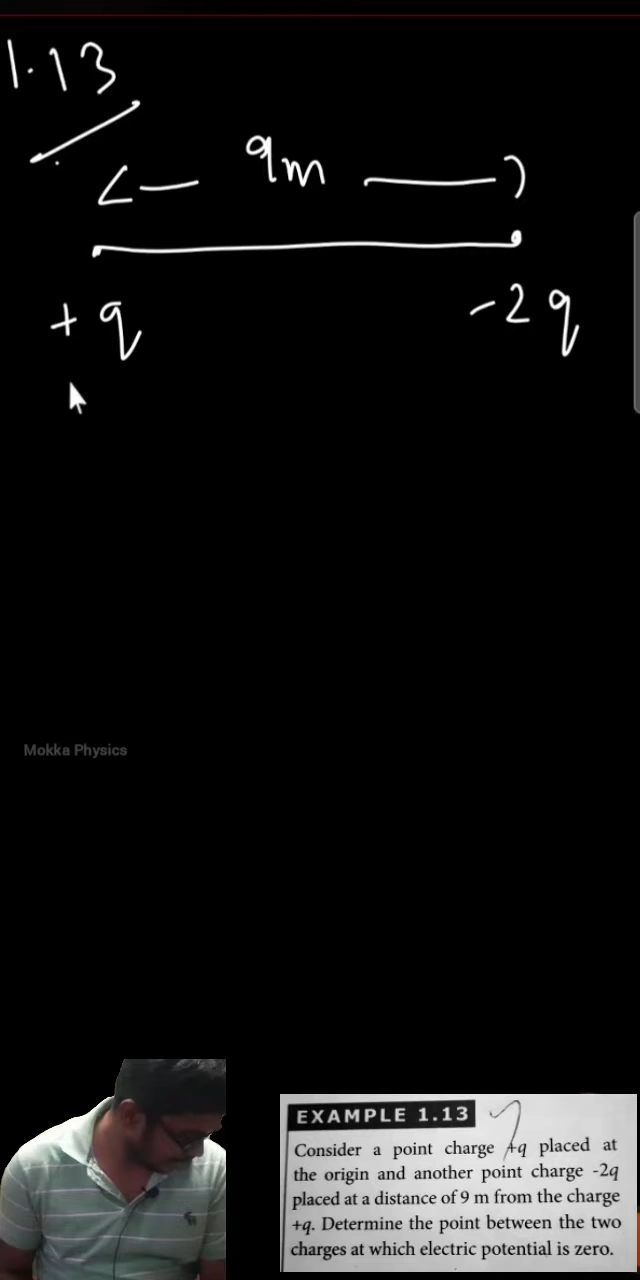 1.13
9m
+q
-2q
Mokka Physics
EXAMPLE 1.13
Consider a point charge +q placed at
the origin and another point charge -2q
placed at a distance of 9 m from the charge
+q. Determine the point between the two
charges at which electric potential is zero.